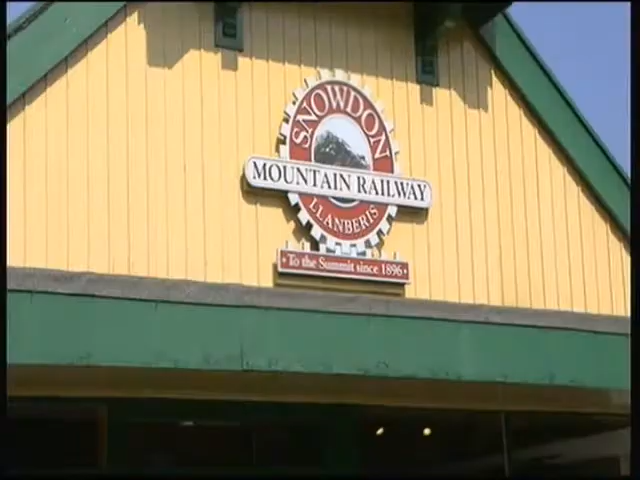 SNOWDON
MOUNTAIN RAILWAY
LLANBERIS
• To the Summit since 1896 •